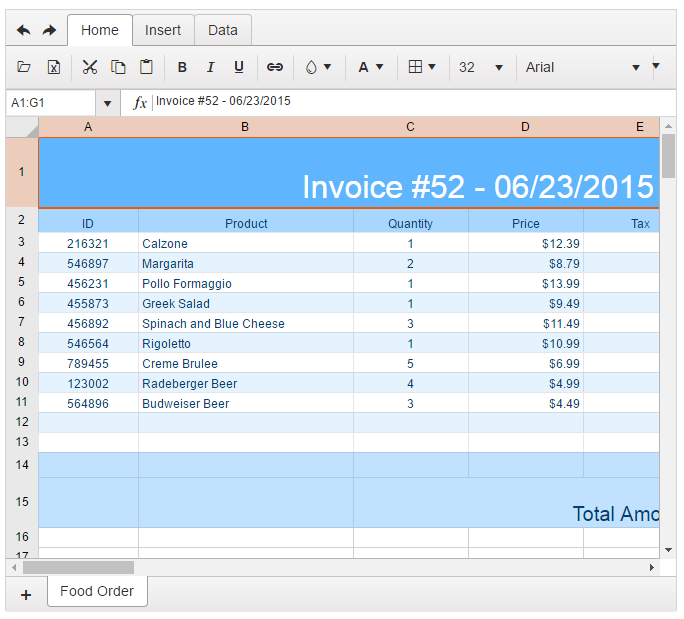 Home Insert Data
B I U A 32 Arial
A1:G1 fx Invoice #52 - 06/23/2015
A B C D E
1 Invoice #52 - 06/23/2015
2 ID Product Quantity Price Tax
3 216321 Calzone 1 $12.39
4 546897 Margarita 2 $8.79
5 456231 Pollo Formaggio 1 $13.99
6 455873 Greek Salad 1 $9.49
7 456892 Spinach and Blue Cheese 3 $11.49
8 546564 Rigoletto 1 $10.99
9 789455 Creme Brulee 5 $6.99
10 123002 Radeberger Beer 4 $4.99
11 564896 Budweiser Beer 3 $4.49
12
13
14
15 Total Amo
16
17
+ Food Order